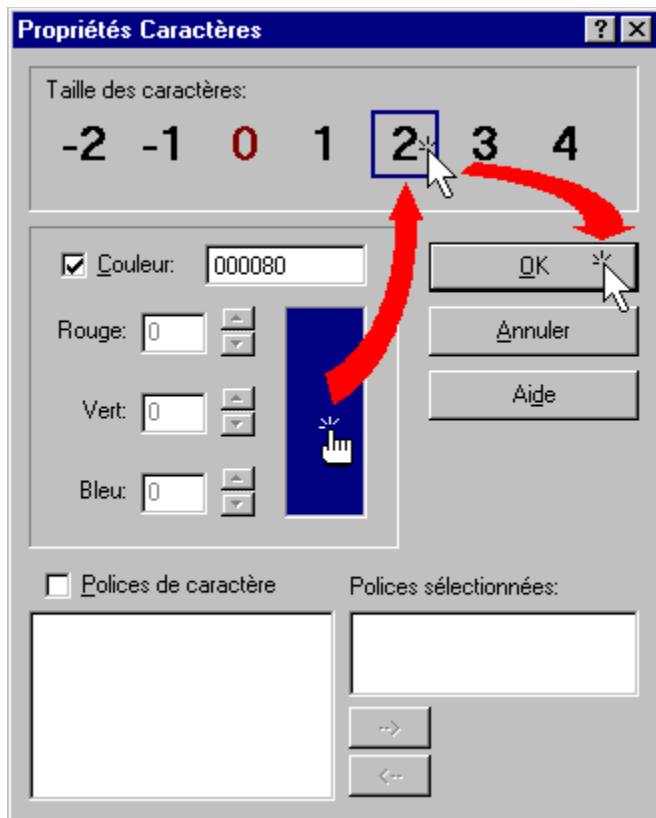 Propriétés Caractères
Taille des caractères:
-2 -1 0 1 2 3 4
Couleur: 000080
OK
Rouge: 0
Annuler
Vert: 0
Aide
Bleu: 0
Polices de caractère
Polices sélectionnées:
-->
<--